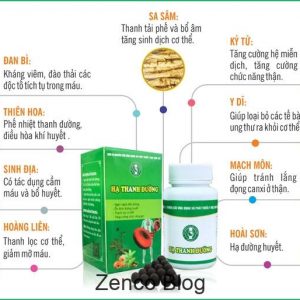 SA SÂM:
Thanh tải phế và bổ âm
tăng sinh dịch cơ thể.
ĐAN BÌ:
Kháng viêm, đào thải các
độc tố tích tụ trong máu.
THIÊN HOA:
Phế nhiệt thanh đường,
điều hòa khí huyết .
SINH ĐỊA:
Có tác dụng cầm
máu và bổ huyết.
HOÀNG LIÊN:
Thanh lọc cơ thể,
giảm mỡ máu.
KỶ TỬ:
Tăng cường hệ miễn
dịch, tăng cường
chức năng thận.
Y DĨ:
Giúp loại bỏ các tế bà
ung thư ra khỏi cơ thể
MẠCH MÔN:
Giúp tránh lắng
đọng canxi ở thận.
HOÀI SƠN:
Hạ đường huyết.
HẠ THANH ĐƯỜNG
HẠ THANH ĐƯỜNG
Zenco Blog